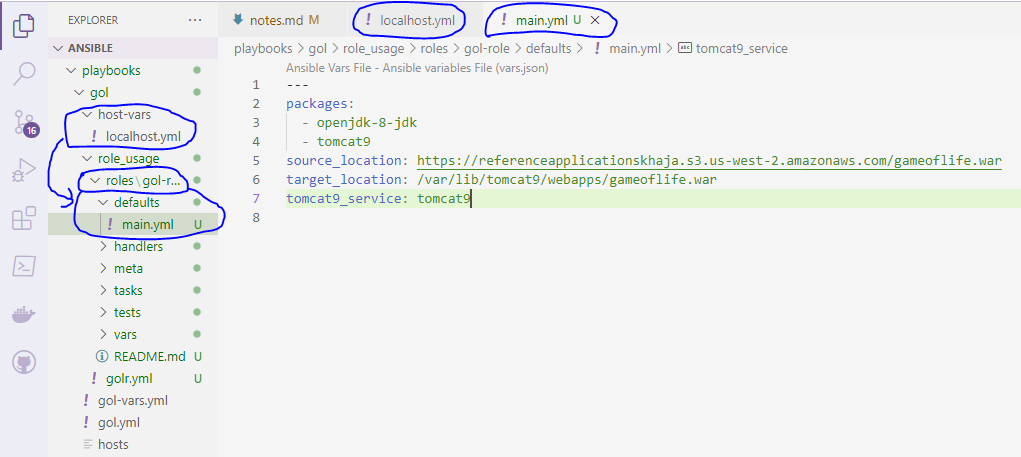 EXPLORER ···
notes.md M
! localhost.yml
! main.yml U ×
ANSIBLE
playbooks > gol > role_usage > roles > gol-role > defaults > ! main.yml > abc tomcat9_service
playbooks
Ansible Vars File - Ansible variables File (vars.json)
gol
1 ---
host-vars
2 packages:
! localhost.yml
3 - openjdk-8-jdk
4 - tomcat9
role_usage
5 source_location: https://referenceapplicationskhaja.s3.us-west-2.amazonaws.com/gameoflife.war
roles\gol-r...
6 target_location: /var/lib/tomcat9/webapps/gameoflife.war
defaults
7 tomcat9_service: tomcat9
! main.yml U
8
handlers
meta
tasks
tests
vars
README.md U
! golr.yml U
! gol-vars.yml
! gol.yml
hosts
16